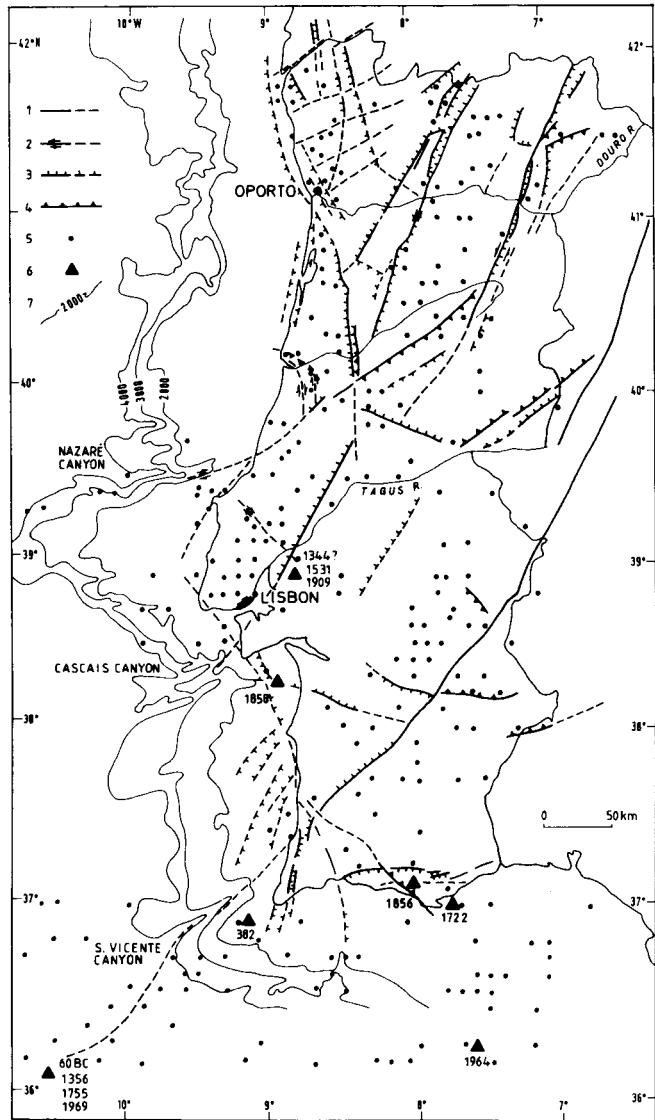 10°W 9° 8° 7°
42°N 42°
1
2
3
4
5
6
7 2000
OPORTO
DOURO R.
41° 41°
40° 40°
4000 3000 2000
NAZARÉ
CANYON
TAGUS R.
39° 39°
1344?
1531
1909
LISBON
CASCAIS CANYON
1858
38° 38°
0 50 km
37° 37°
1856
1722
382
S. VICENTE
CANYON
1964
60 BC
1356
1755
1969
36° 36°
10° 9° 8° 7°